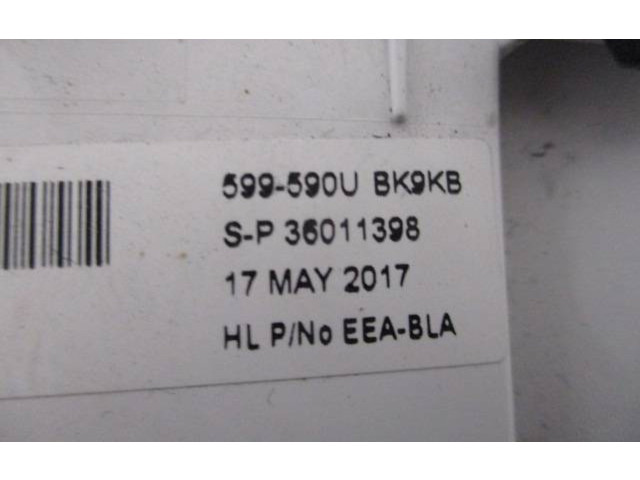 599-590U BK9KB
S-P 36011398
17 MAY 2017
HL P/No EEA-BLA